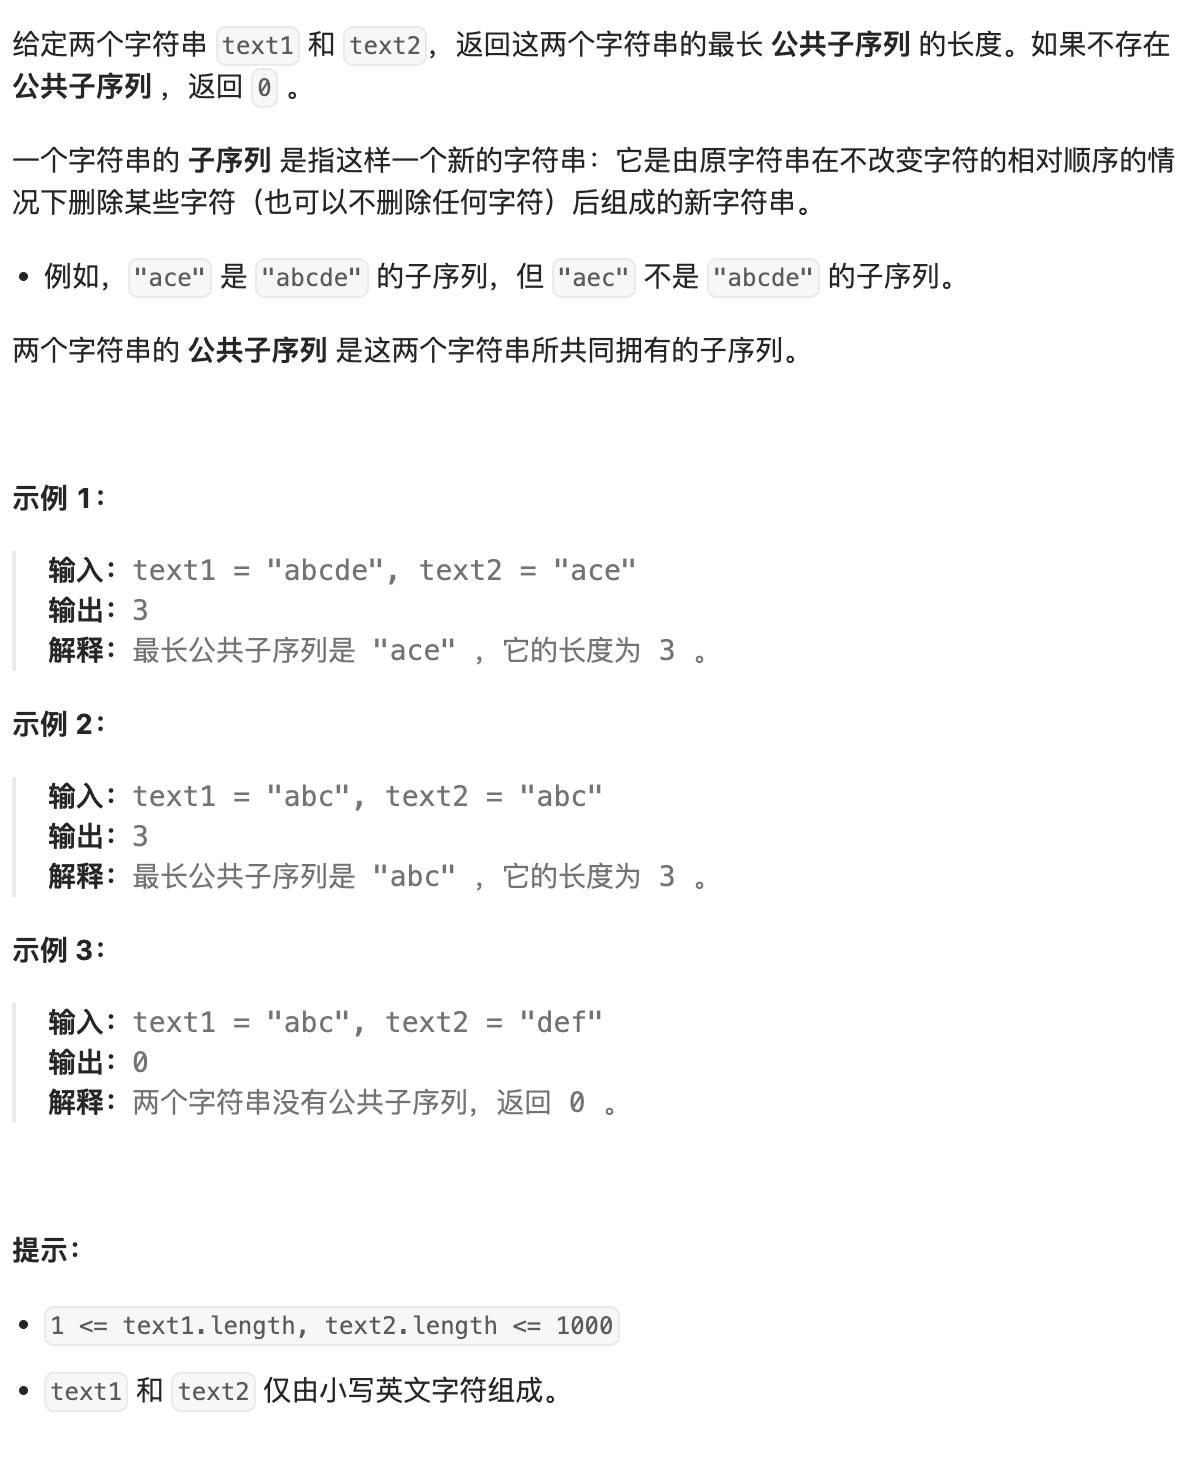 给定两个字符串 text1 和 text2，返回这两个字符串的最长 公共子序列 的长度。如果不存在
公共子序列 ，返回 0 。
一个字符串的 子序列 是指这样一个新的字符串：它是由原字符串在不改变字符的相对顺序的情
况下删除某些字符（也可以不删除任何字符）后组成的新字符串。
• 例如，"ace" 是 "abcde" 的子序列，但 "aec" 不是 "abcde" 的子序列。
两个字符串的 公共子序列 是这两个字符串所共同拥有的子序列。
示例 1：
输入：text1 = "abcde", text2 = "ace"
输出：3
解释：最长公共子序列是 "ace" ，它的长度为 3 。
示例 2：
输入：text1 = "abc", text2 = "abc"
输出：3
解释：最长公共子序列是 "abc" ，它的长度为 3 。
示例 3：
输入：text1 = "abc", text2 = "def"
输出：0
解释：两个字符串没有公共子序列，返回 0 。
提示：
• 1 <= text1.length, text2.length <= 1000
• text1 和 text2 仅由小写英文字符组成。